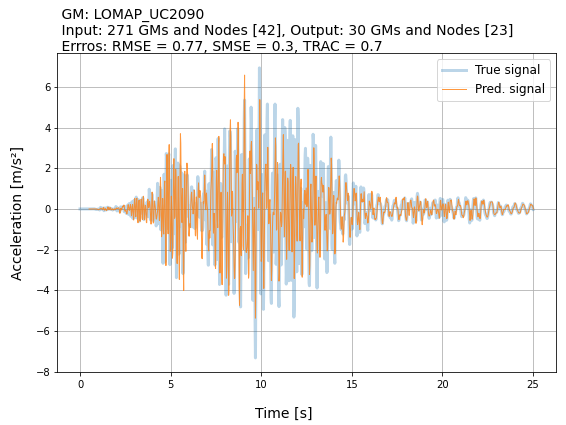 GM: LOMAP_UC2090
Input: 271 GMs and Nodes [42], Output: 30 GMs and Nodes [23]
Errros: RMSE = 0.77, SMSE = 0.3, TRAC = 0.7
True signal
Pred. signal
6
4
2
0
−2
−4
−6
−8
Acceleration [m/s²]
0
5
10
15
20
25
Time [s]